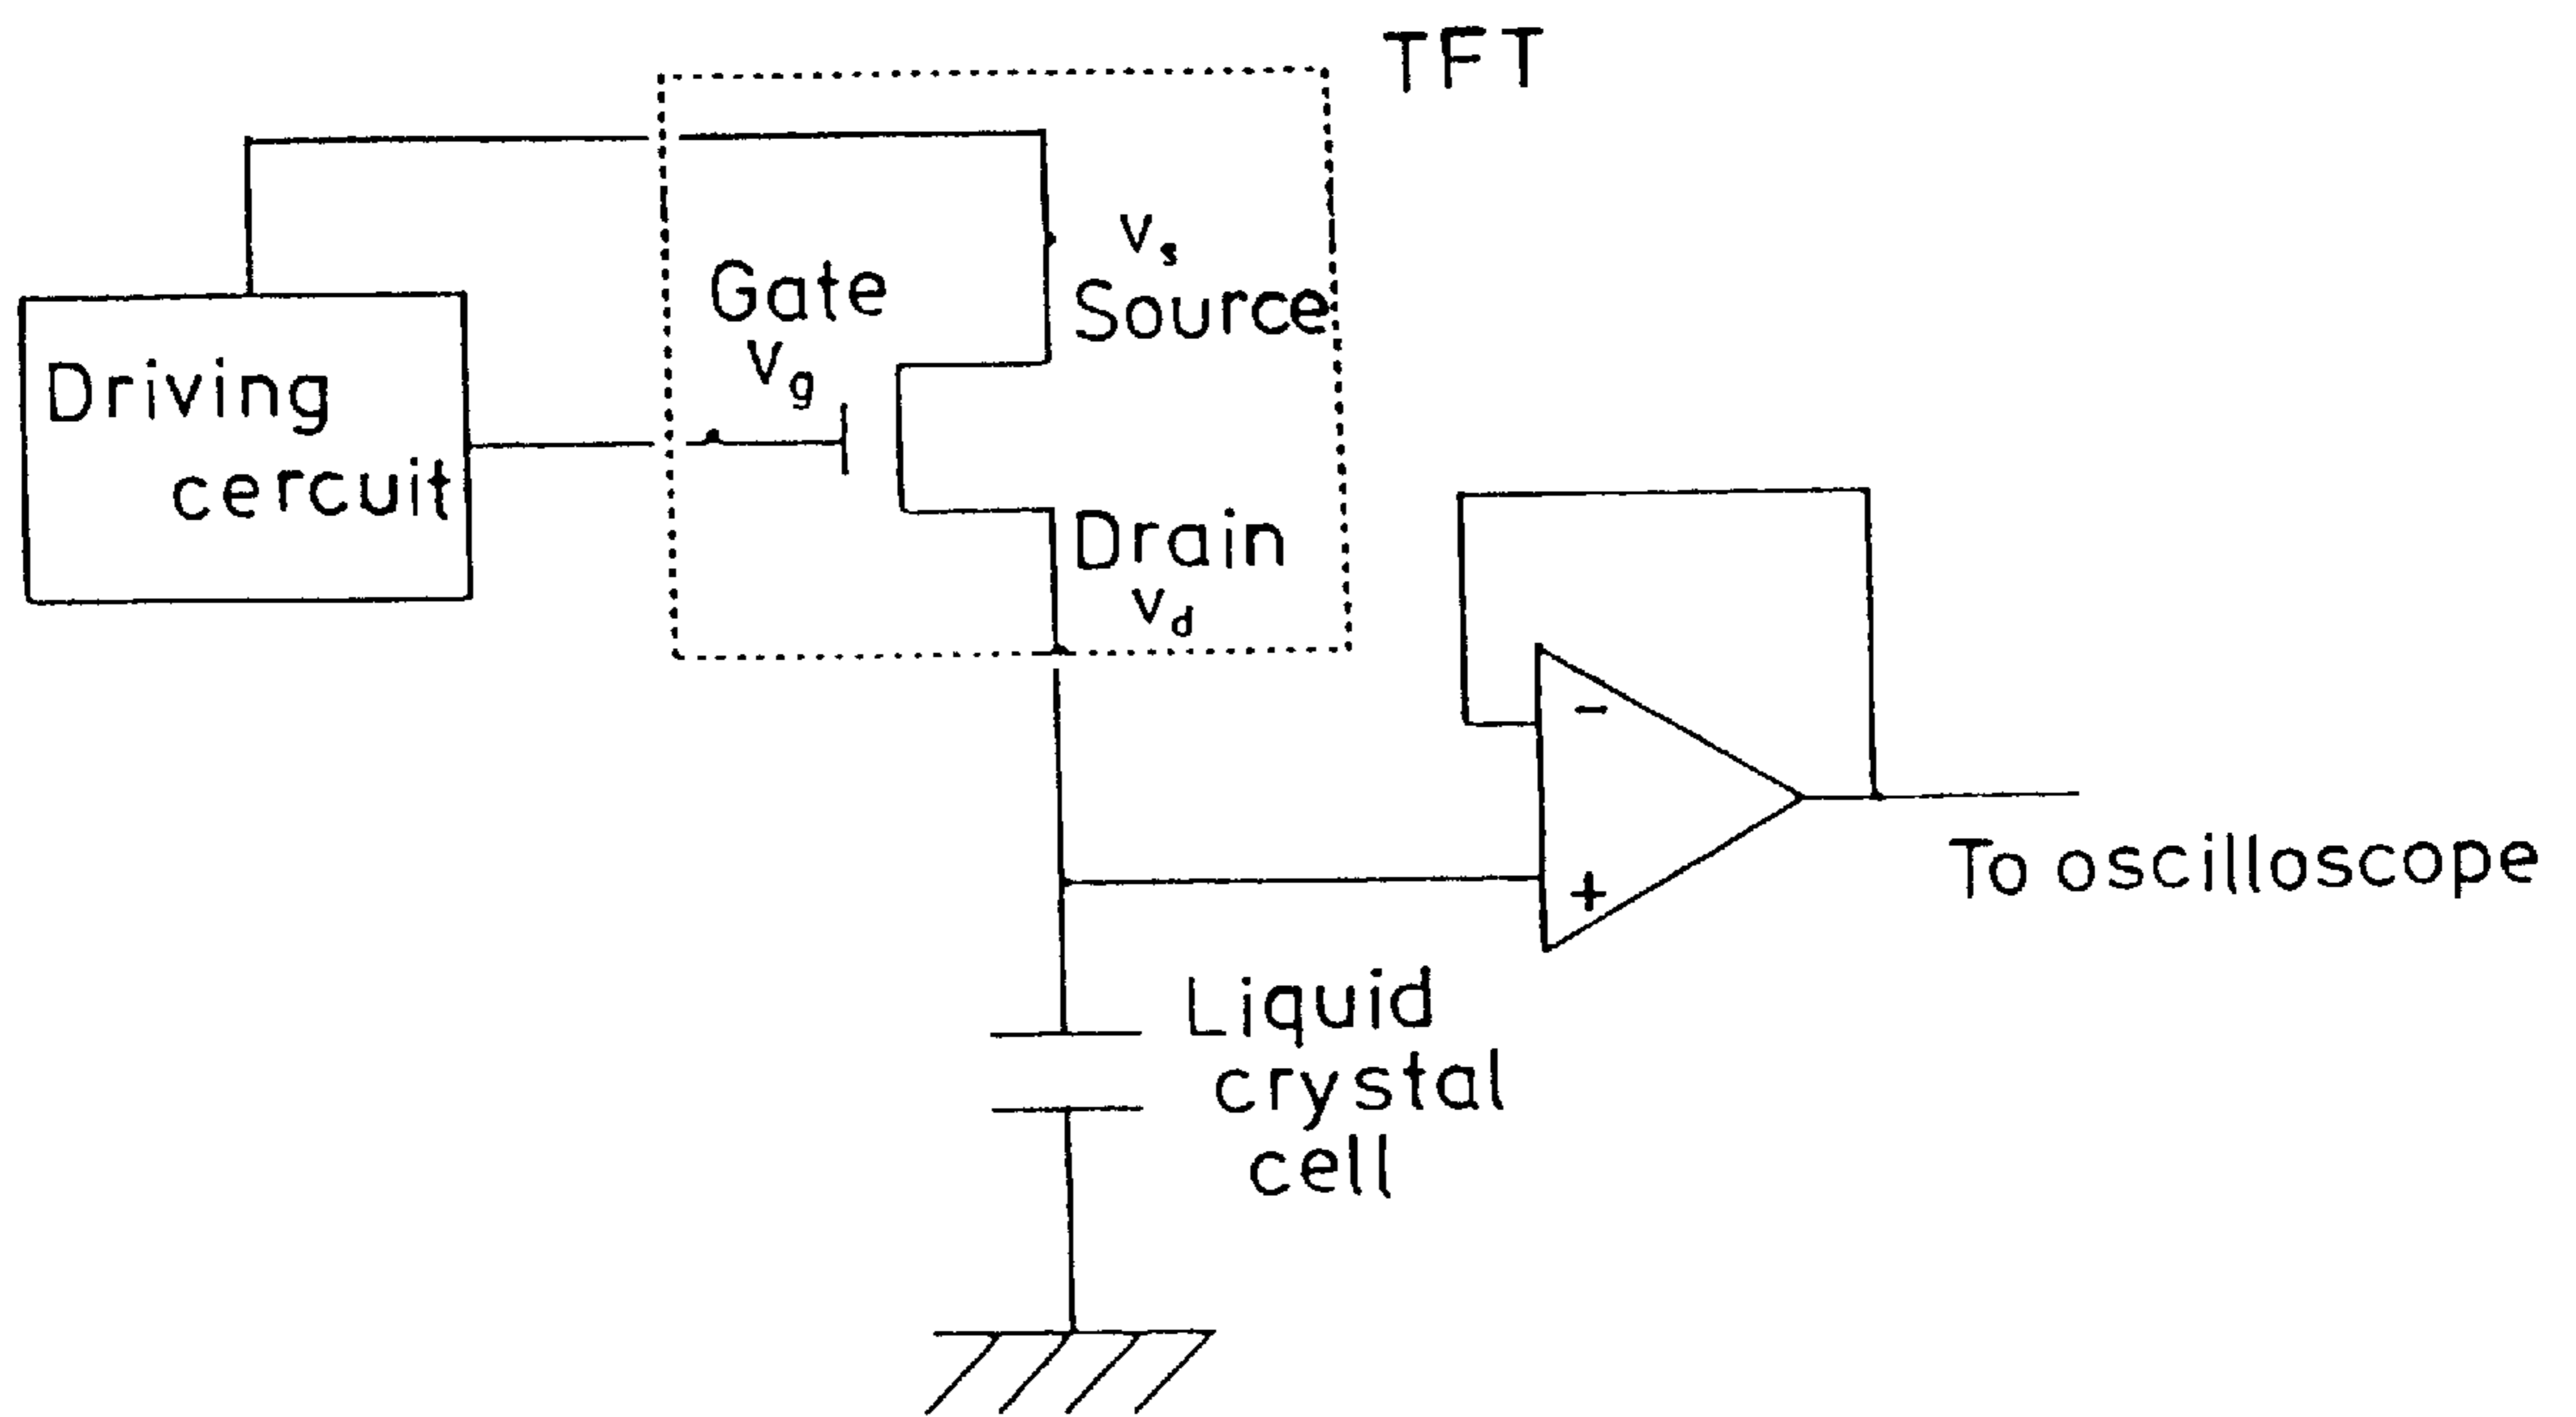 TFT
Driving
cercuit
Gate
Vg
Vs
Source
Drain
Vd
-
+
To oscilloscope
Liquid
crystal
cell